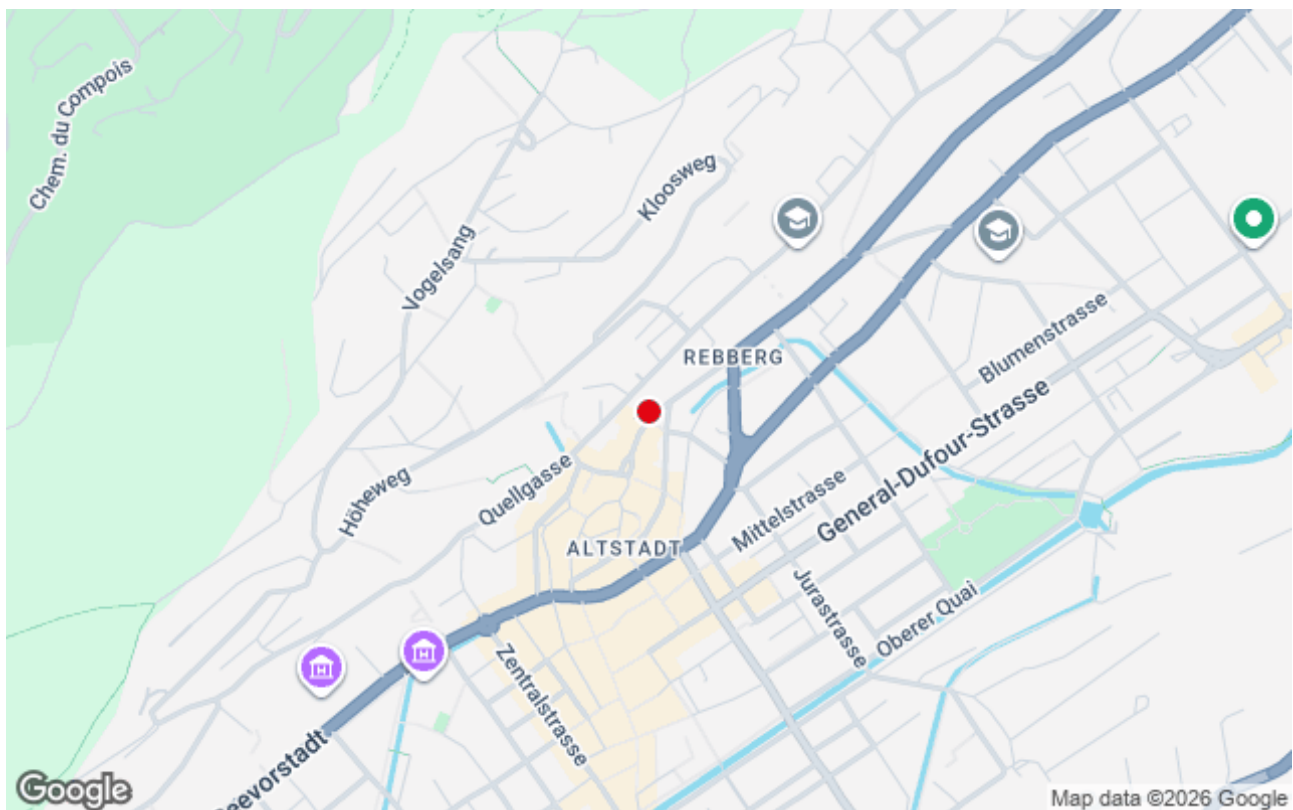 Chem. du Compois
Kloosweg
Vogelsang
REBBERG
Blumenstrasse
General-Dufour-Strasse
Höheweg
Quellgasse
Mittelstrasse
ALTSTADT
Jurastrasse
Oberer Quai
Zentralstrasse
eevorstadt
Google
Map data ©2026 Google